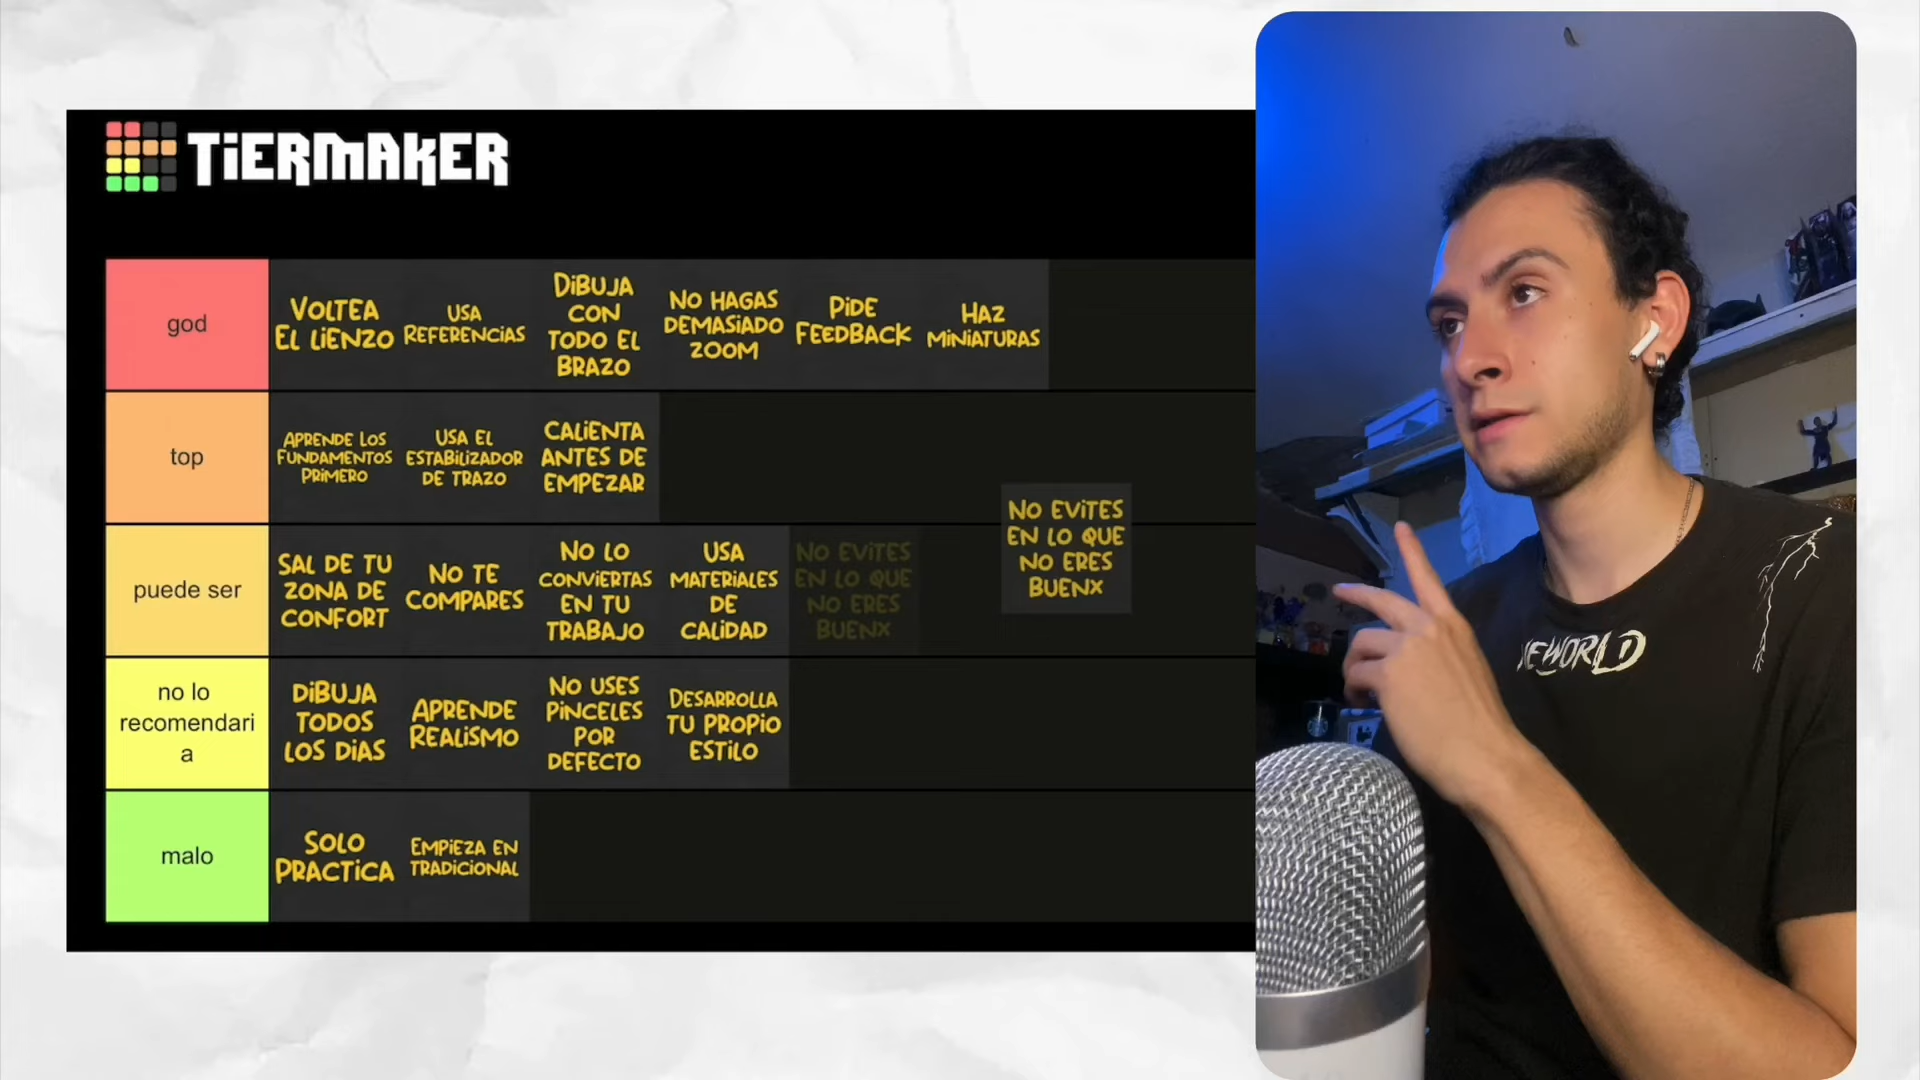 TiERMAKER
god
VOLTEA
EL LiENZO
USA
REFERENCIAS
DiBUJA
CON
TODO EL
BRAZO
NO HAGAS
DEMASiADO
ZOOM
PiDE
FEEDBACK
HAZ
MiNiATURAS
top
APRENDE LOS
FUNDAMENTOS
PRiMERO
USA EL
ESTABiLiZADOR
DE TRAZO
CALiENTA
ANTES DE
EMPEZAR
puede ser
SAL DE TU
ZONA DE
CONFORT
NO TE
COMPARES
NO LO
CONViERTAS
EN TU
TRABAJO
USA
MATERiALES
DE
CALiDAD
NO EViTES
EN LO QUE
NO ERES
BUENX
NO EViTES
EN LO QUE
NO ERES
BUENX
no lo
recomendari
a
DiBUJA
TODOS
LOS DiAS
APRENDE
REALiSMO
NO USES
PiNCELES
POR
DEFECTO
DESARROLLA
TU PROPiO
ESTiLO
malo
SOLO
PRACTiCA
EMPiEZA EN
TRADiCiONAL